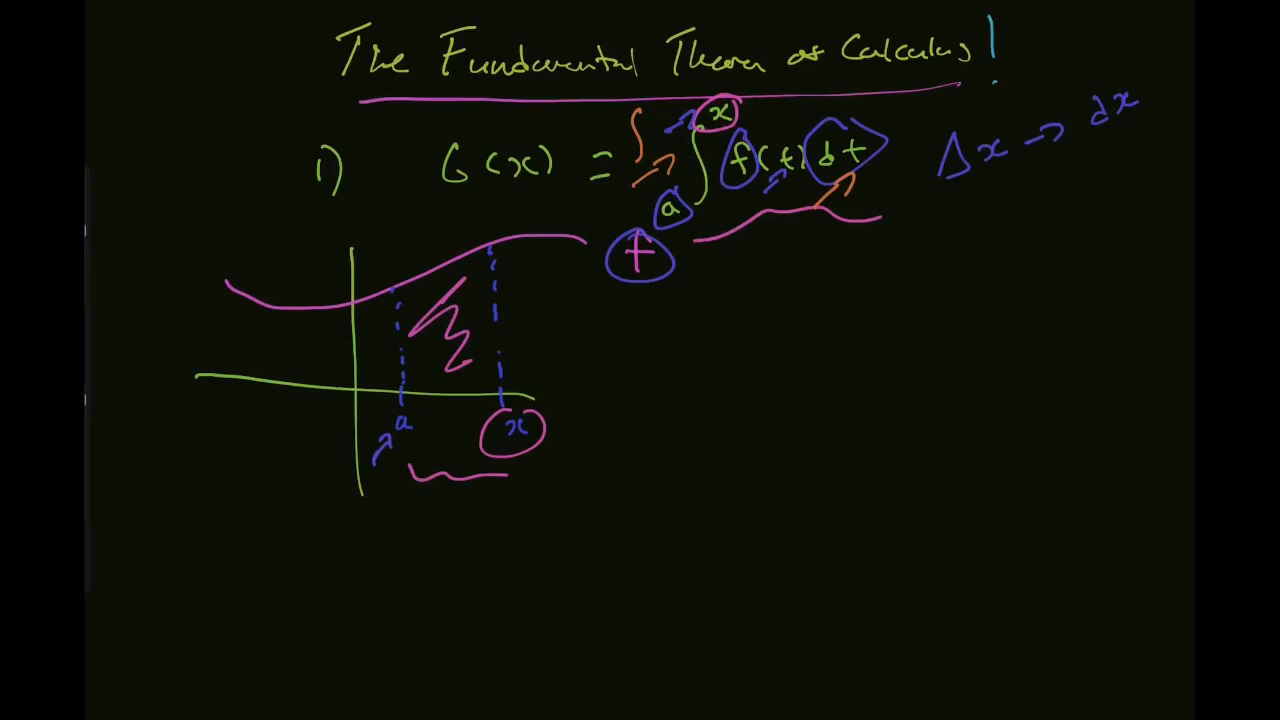 The Fundamental Theorem of Calculus!
1) G(x) = ∫ₐˣ f(t) dt Δx → dx
∫
+
a x